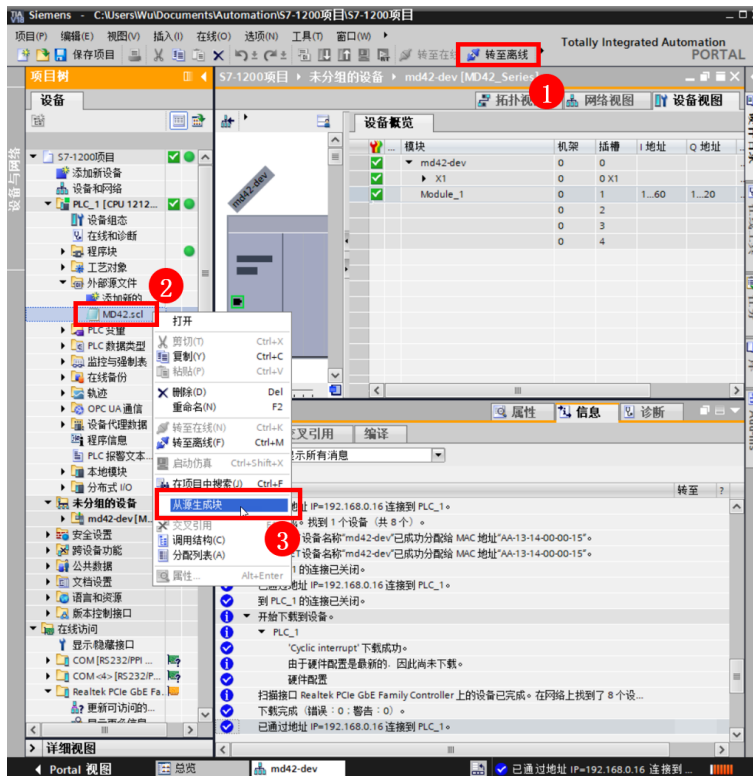 Siemens - C:\Users\Wu\Documents\Automation\S7-1200项目\S7-1200项目
项目(P) 编辑(E) 视图(V) 插入(I) 在线(O) 选项(N) 工具(T) 窗口(W)
Totally Integrated Automation
PORTAL
保存项目 转至在线 转至离线
项目树
S7-1200项目 ▸ 未分组的设备 ▸ md42-dev [MD42_Series]
1
设备
拓扑视 网络视图 设备视图
设备与网络
设备概览
模块 机架 插槽 I 地址 Q 地址
md42-dev 0 0
X1 0 0 X1
Module_1 0 1 1...60 1...20
0 2
0 3
0 4
md42-dev
S7-1200项目
添加新设备
设备和网络
PLC_1 [CPU 1212...
设备组态
在线和诊断
程序块
工艺对象
外部源文件
2
添加新的
MD42.scl
PLC 变量
PLC 数据类型
监控与强制表
在线备份
轨迹
OPC UA 通信
设备代理数据
程序信息
PLC 报警文本...
本地模块
分布式 I/O
未分组的设备
md42-dev [M...
安全设置
跨设备功能
公共数据
文档设置
语言和资源
版本控制接口
在线访问
显示/隐藏接口
COM [RS232/PPI ...
COM <4> [RS232/P...
Realtek PCIe GbE Fa...
更新可访问的...
打开
剪切(T) Ctrl+X
复制(Y) Ctrl+C
粘贴(P) Ctrl+V
删除(D) Del
重命名(N) F2
转至在线(N) Ctrl+K
转至离线(F) Ctrl+M
启动仿真 Ctrl+Shift+X
在项目中搜索(J) Ctrl+F
从源生成块
3
交叉引用
调用结构(C)
分配列表(A)
属性... Alt+Enter
属性 信息 诊断
交叉引用 编译
示所有消息
转至 ?
地址 IP=192.168.0.16 连接到 PLC_1。
找到 1 个设备（共 8 个）。
设备名称“md42-dev”已成功分配给 MAC 地址“AA-13-14-00-00-15”。
T 设备名称“md42-dev”已成功分配给 MAC 地址“AA-13-14-00-00-15”。
1 的连接已关闭。
已通过地址 IP=192.168.0.16 连接到 PLC_1。
到 PLC_1 的连接已关闭。
开始下载到设备。
PLC_1
'Cyclic interrupt' 下载成功。
由于硬件配置是最新的，因此尚未下载。
硬件配置
扫描接口 Realtek PCIe GbE Family Controller 上的设备已完成。在网络上找到了 8 个设...
下载完成（错误：0；警告：0）。
已通过地址 IP=192.168.0.16 连接到 PLC_1。
详细视图
Portal 视图 总览 md42-dev 已通过地址 IP=192.168.0.16 连接到 ...